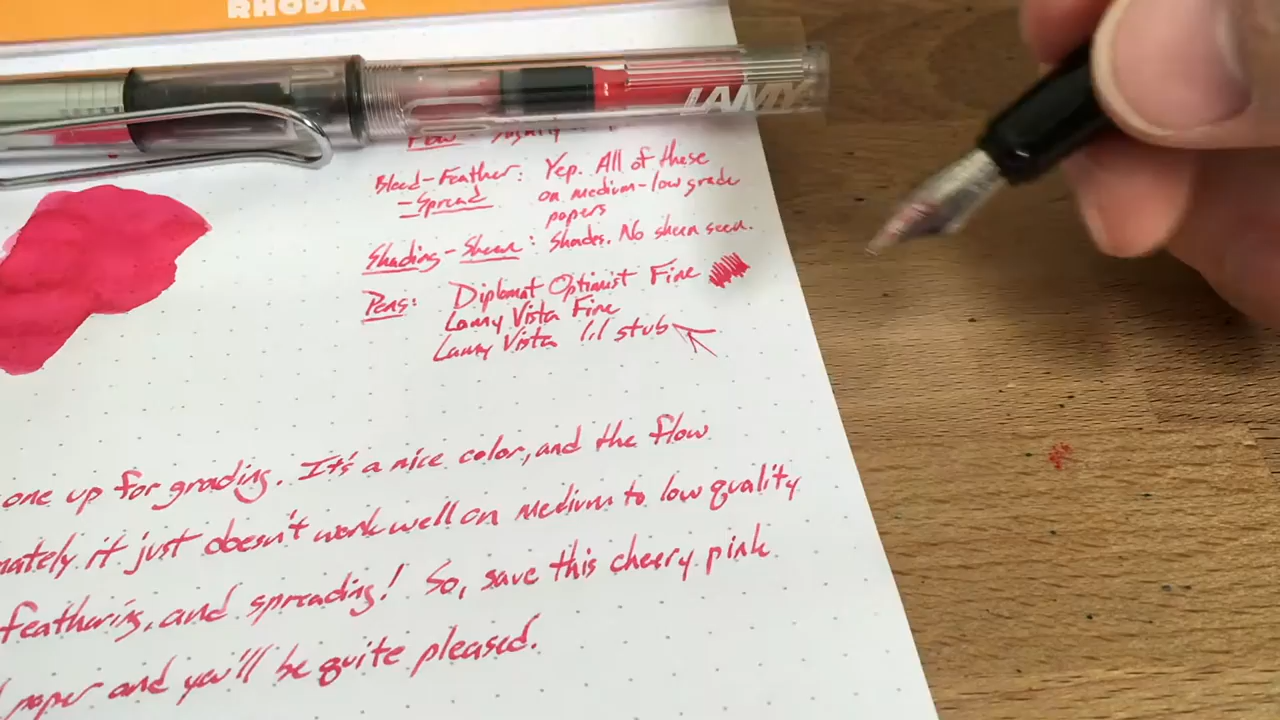 RHODIA
LAMY
Flow - Slightly
Bleed-Feather: Yep. All of these
-Spread on medium-low grade
papers
Shading-Sheen: Shades. No sheen seen.
Pens: Diplomat Optimist Fine
Lamy Vista Fine
Lamy Vista 1.1 stub
one up for grading. It's a nice color, and the flow
nately it just doesn't work well on medium to low quality
feathering, and spreading! So, save this cheery pink
paper and you'll be quite pleased.